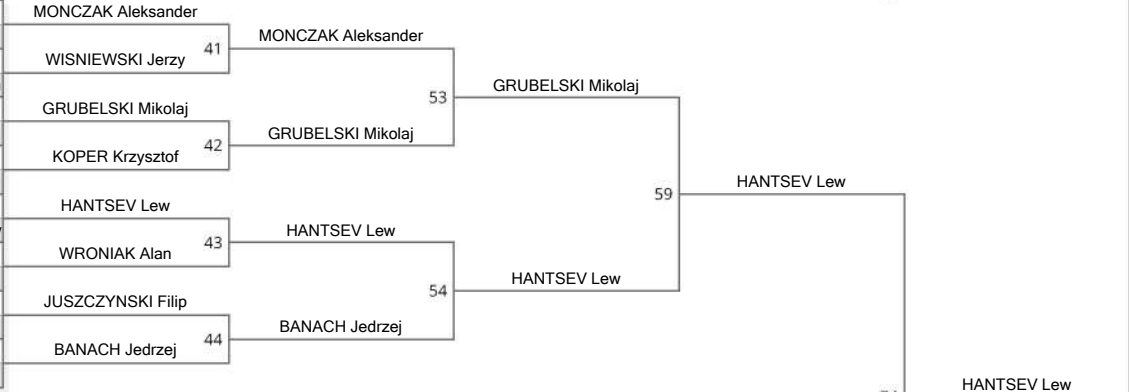 MONCZAK Aleksander
41
MONCZAK Aleksander
WISNIEWSKI Jerzy
53
GRUBELSKI Mikolaj
GRUBELSKI Mikolaj
42
GRUBELSKI Mikolaj
KOPER Krzysztof
59
HANTSEV Lew
HANTSEV Lew
43
HANTSEV Lew
WRONIAK Alan
54
HANTSEV Lew
JUSZCZYNSKI Filip
44
BANACH Jedrzej
BANACH Jedrzej
HANTSEV Lew